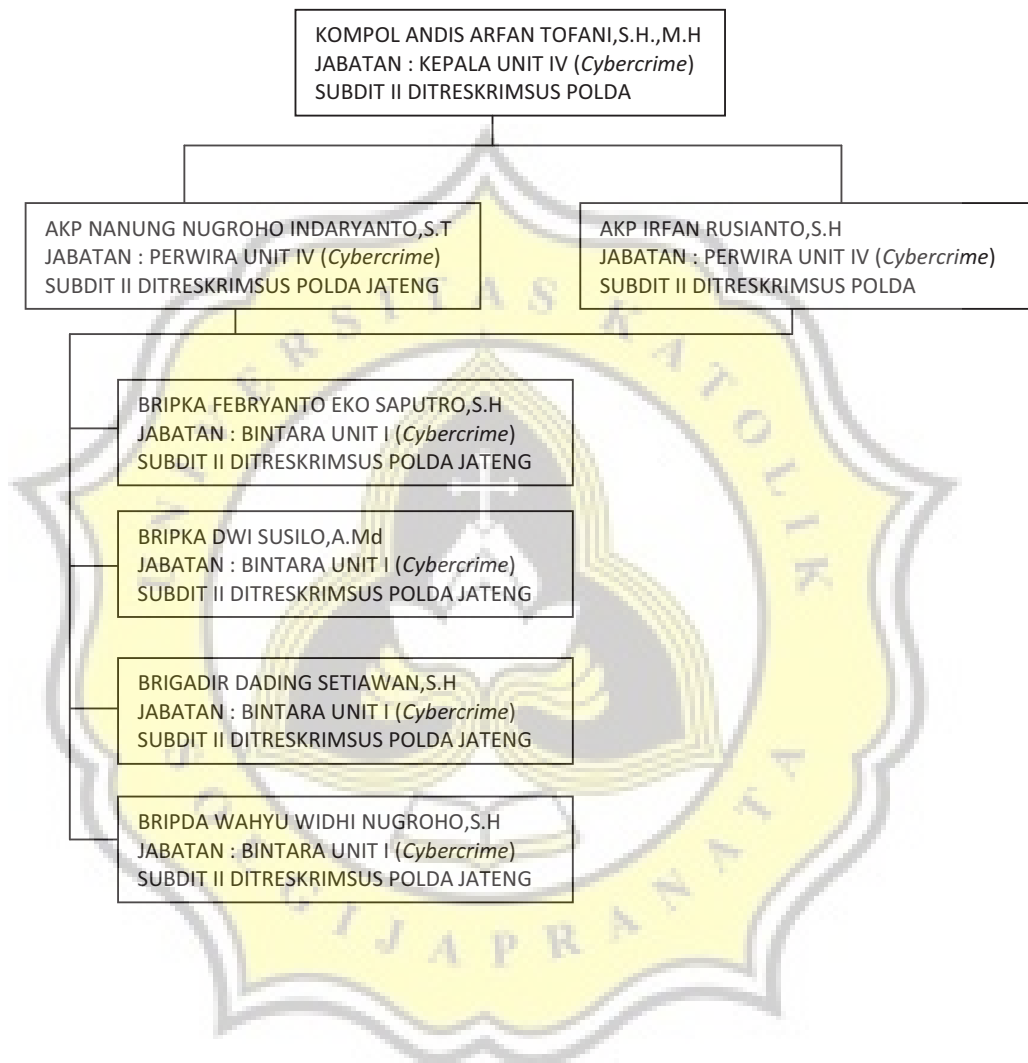 KOMPOL ANDIS ARFAN TOFANI,S.H.,M.H
JABATAN : KEPALA UNIT IV (Cybercrime)
SUBDIT II DITRESKRIMSUS POLDA
AKP NANUNG NUGROHO INDARYANTO,S.T
JABATAN : PERWIRA UNIT IV (Cybercrime)
SUBDIT II DITRESKRIMSUS POLDA JATENG
AKP IRFAN RUSIANTO,S.H
JABATAN : PERWIRA UNIT IV (Cybercrime)
SUBDIT II DITRESKRIMSUS POLDA
BRIPKA FEBRYANTO EKO SAPUTRO,S.H
JABATAN : BINTARA UNIT I (Cybercrime)
SUBDIT II DITRESKRIMSUS POLDA JATENG
BRIPKA DWI SUSILO,A.Md
JABATAN : BINTARA UNIT I (Cybercrime)
SUBDIT II DITRESKRIMSUS POLDA JATENG
BRIGADIR DADING SETIAWAN,S.H
JABATAN : BINTARA UNIT I (Cybercrime)
SUBDIT II DITRESKRIMSUS POLDA JATENG
BRIPDA WAHYU WIDHI NUGROHO,S.H
JABATAN : BINTARA UNIT I (Cybercrime)
SUBDIT II DITRESKRIMSUS POLDA JATENG
UNIVERSITAS KATOLIK
SOEGIJAPRANATA